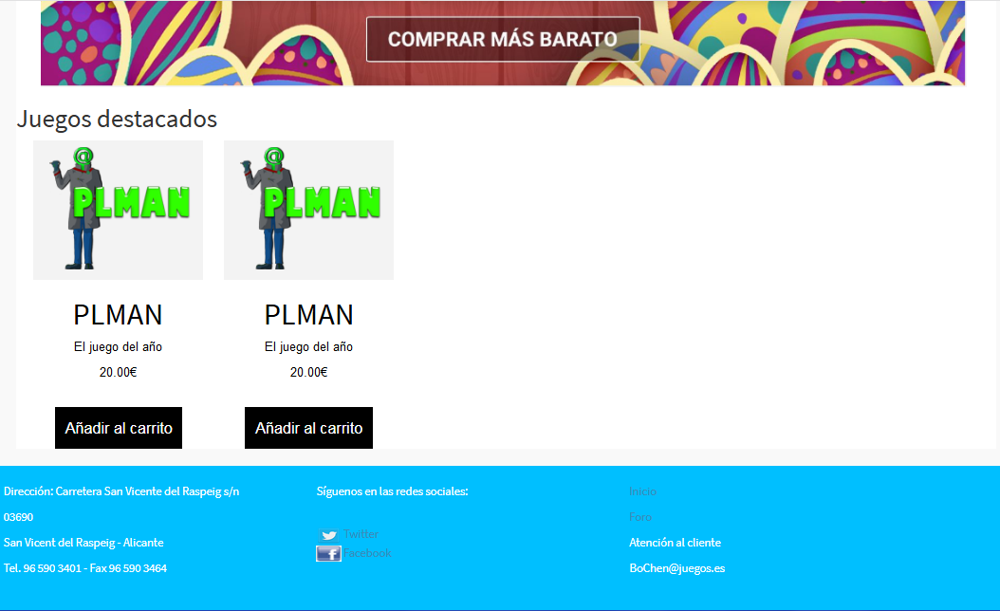 COMPRAR MÁS BARATO
Juegos destacados
@
PLMAN
@
PLMAN
PLMAN
El juego del año
20.00€
Añadir al carrito
PLMAN
El juego del año
20.00€
Añadir al carrito
Dirección: Carretera San Vicente del Raspeig s/n
03690
San Vicent del Raspeig - Alicante
Tel. 96 590 3401 - Fax 96 590 3464
Síguenos en las redes sociales:
Twitter
f Facebook
Inicio
Foro
Atención al cliente
BoChen@juegos.es